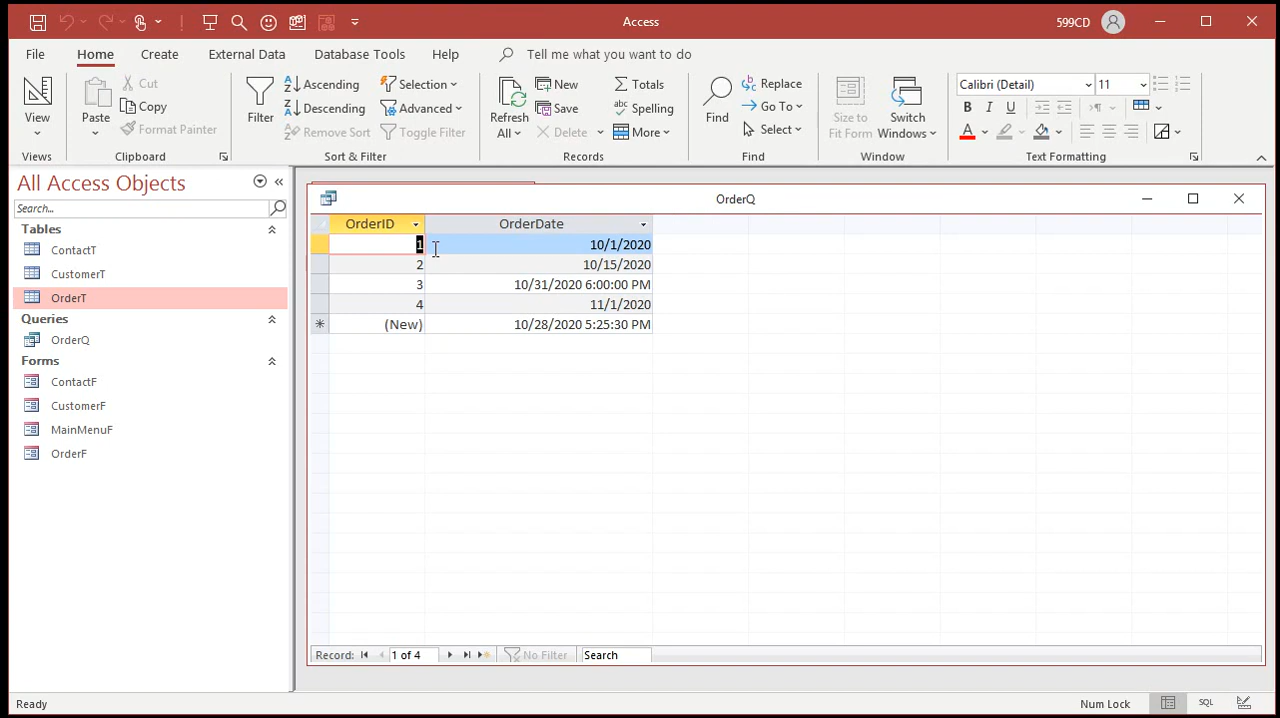 Access
599CD
File
Home
Create
External Data
Database Tools
Help
Tell me what you want to do
View
Views
Paste
Cut
Copy
Format Painter
Clipboard
Filter
Ascending
Descending
Remove Sort
Selection
Advanced
Toggle Filter
Sort & Filter
Refresh
All
New
Save
Delete
Totals
Spelling
More
Records
Find
Replace
Go To
Select
Find
Size to
Fit Form
Switch
Windows
Window
Calibri (Detail)
11
B I U
A
Text Formatting
All Access Objects
Search...
Tables
ContactT
CustomerT
OrderT
Queries
OrderQ
Forms
ContactF
CustomerF
MainMenuF
OrderF
OrderQ
OrderID OrderDate
1 10/1/2020
2 10/15/2020
3 10/31/2020 6:00:00 PM
4 11/1/2020
* (New) 10/28/2020 5:25:30 PM
Record: 1 of 4 No Filter Search
Ready
Num Lock
SQL